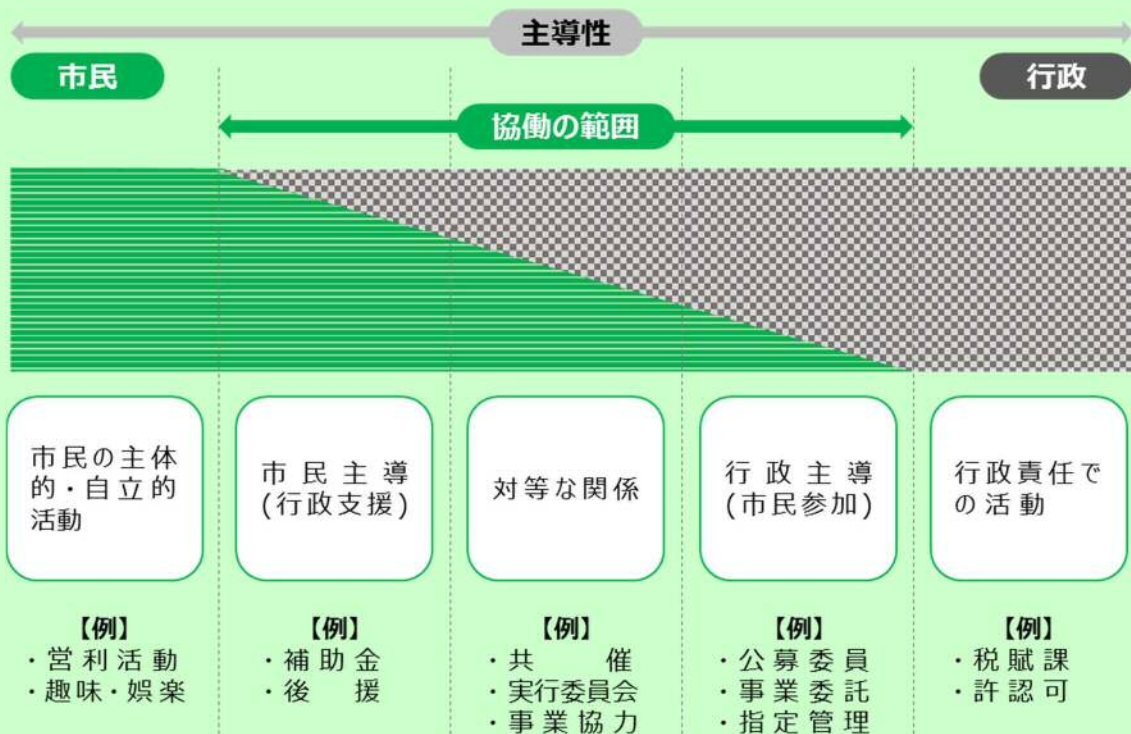 主導性
市民
行政
協働の範囲
市民の主体
的・自立的
活動
市民主導
(行政支援)
対等な関係
行政主導
(市民参加)
行政責任で
の活動
【例】
・営利活動
・趣味・娯楽
【例】
・補助金
・後援
【例】
・共催
・実行委員会
・事業協力
【例】
・公募委員
・事業委託
・指定管理
【例】
・税賦課
・許認可